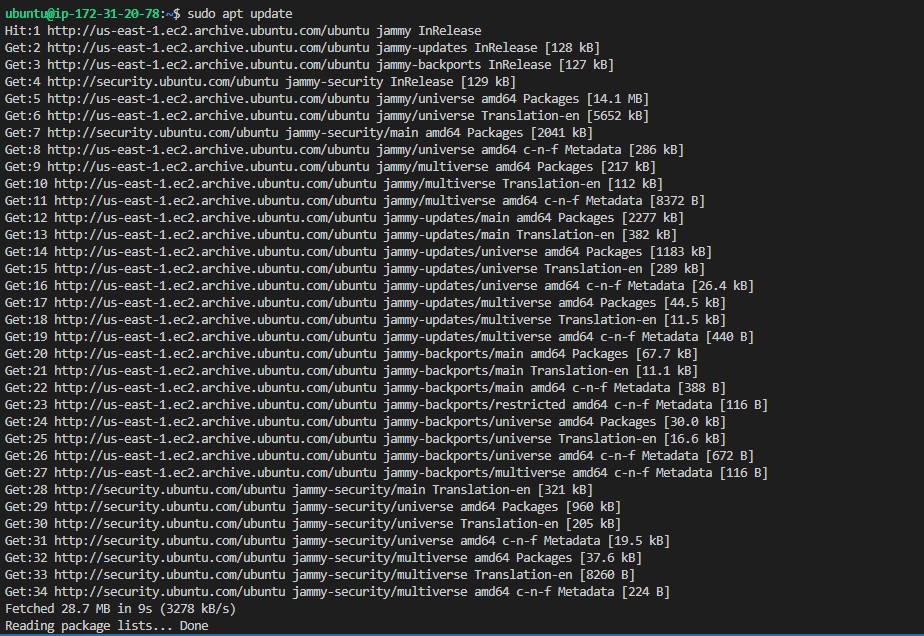 ubuntu@ip-172-31-20-78:~$ sudo apt update
Hit:1 http://us-east-1.ec2.archive.ubuntu.com/ubuntu jammy InRelease
Get:2 http://us-east-1.ec2.archive.ubuntu.com/ubuntu jammy-updates InRelease [128 kB]
Get:3 http://us-east-1.ec2.archive.ubuntu.com/ubuntu jammy-backports InRelease [127 kB]
Get:4 http://security.ubuntu.com/ubuntu jammy-security InRelease [129 kB]
Get:5 http://us-east-1.ec2.archive.ubuntu.com/ubuntu jammy/universe amd64 Packages [14.1 MB]
Get:6 http://us-east-1.ec2.archive.ubuntu.com/ubuntu jammy/universe Translation-en [5652 kB]
Get:7 http://security.ubuntu.com/ubuntu jammy-security/main amd64 Packages [2041 kB]
Get:8 http://us-east-1.ec2.archive.ubuntu.com/ubuntu jammy/universe amd64 c-n-f Metadata [286 kB]
Get:9 http://us-east-1.ec2.archive.ubuntu.com/ubuntu jammy/multiverse amd64 Packages [217 kB]
Get:10 http://us-east-1.ec2.archive.ubuntu.com/ubuntu jammy/multiverse Translation-en [112 kB]
Get:11 http://us-east-1.ec2.archive.ubuntu.com/ubuntu jammy/multiverse amd64 c-n-f Metadata [8372 B]
Get:12 http://us-east-1.ec2.archive.ubuntu.com/ubuntu jammy-updates/main amd64 Packages [2277 kB]
Get:13 http://us-east-1.ec2.archive.ubuntu.com/ubuntu jammy-updates/main Translation-en [382 kB]
Get:14 http://us-east-1.ec2.archive.ubuntu.com/ubuntu jammy-updates/universe amd64 Packages [1183 kB]
Get:15 http://us-east-1.ec2.archive.ubuntu.com/ubuntu jammy-updates/universe Translation-en [289 kB]
Get:16 http://us-east-1.ec2.archive.ubuntu.com/ubuntu jammy-updates/universe amd64 c-n-f Metadata [26.4 kB]
Get:17 http://us-east-1.ec2.archive.ubuntu.com/ubuntu jammy-updates/multiverse amd64 Packages [44.5 kB]
Get:18 http://us-east-1.ec2.archive.ubuntu.com/ubuntu jammy-updates/multiverse Translation-en [11.5 kB]
Get:19 http://us-east-1.ec2.archive.ubuntu.com/ubuntu jammy-updates/multiverse amd64 c-n-f Metadata [440 B]
Get:20 http://us-east-1.ec2.archive.ubuntu.com/ubuntu jammy-backports/main amd64 Packages [67.7 kB]
Get:21 http://us-east-1.ec2.archive.ubuntu.com/ubuntu jammy-backports/main Translation-en [11.1 kB]
Get:22 http://us-east-1.ec2.archive.ubuntu.com/ubuntu jammy-backports/main amd64 c-n-f Metadata [388 B]
Get:23 http://us-east-1.ec2.archive.ubuntu.com/ubuntu jammy-backports/restricted amd64 c-n-f Metadata [116 B]
Get:24 http://us-east-1.ec2.archive.ubuntu.com/ubuntu jammy-backports/universe amd64 Packages [30.0 kB]
Get:25 http://us-east-1.ec2.archive.ubuntu.com/ubuntu jammy-backports/universe Translation-en [16.6 kB]
Get:26 http://us-east-1.ec2.archive.ubuntu.com/ubuntu jammy-backports/universe amd64 c-n-f Metadata [672 B]
Get:27 http://us-east-1.ec2.archive.ubuntu.com/ubuntu jammy-backports/multiverse amd64 c-n-f Metadata [116 B]
Get:28 http://security.ubuntu.com/ubuntu jammy-security/main Translation-en [321 kB]
Get:29 http://security.ubuntu.com/ubuntu jammy-security/universe amd64 Packages [960 kB]
Get:30 http://security.ubuntu.com/ubuntu jammy-security/universe Translation-en [205 kB]
Get:31 http://security.ubuntu.com/ubuntu jammy-security/universe amd64 c-n-f Metadata [19.5 kB]
Get:32 http://security.ubuntu.com/ubuntu jammy-security/multiverse amd64 Packages [37.6 kB]
Get:33 http://security.ubuntu.com/ubuntu jammy-security/multiverse Translation-en [8260 B]
Get:34 http://security.ubuntu.com/ubuntu jammy-security/multiverse amd64 c-n-f Metadata [224 B]
Fetched 28.7 MB in 9s (3278 kB/s)
Reading package lists... Done